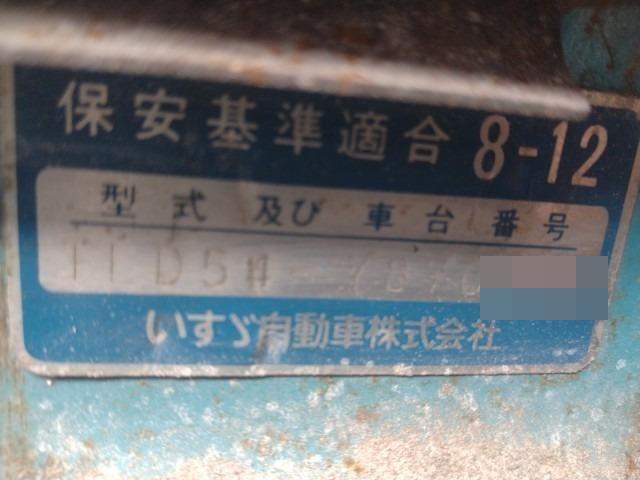 保安基準適合 8-12
型式及び車台番号
いすゞ自動車株式会社